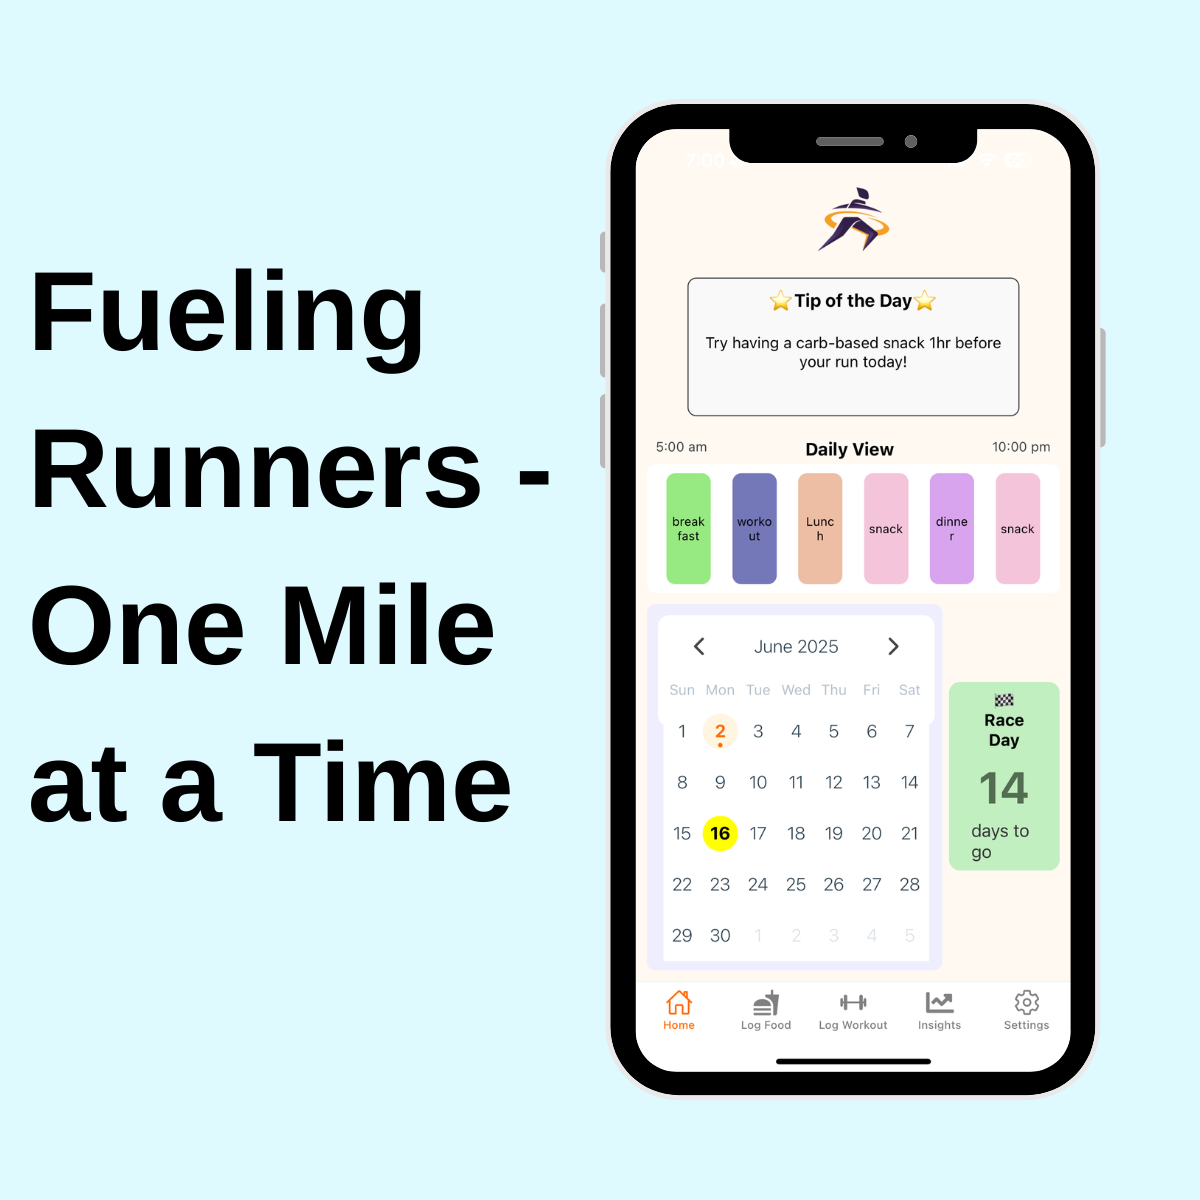 Fueling
Runners -
One Mile
at a Time
7:00
⭐Tip of the Day⭐
Try having a carb-based snack 1hr before
your run today!
5:00 am Daily View 10:00 pm
break
fast
worko
ut
Lunc
h
snack
dinne
r
snack
June 2025
Sun Mon Tue Wed Thu Fri Sat
1 2 3 4 5 6 7
8 9 10 11 12 13 14
15 16 17 18 19 20 21
22 23 24 25 26 27 28
29 30 1 2 3 4 5
🏁
Race
Day
14
days to
go
Home Log Food Log Workout Insights Settings